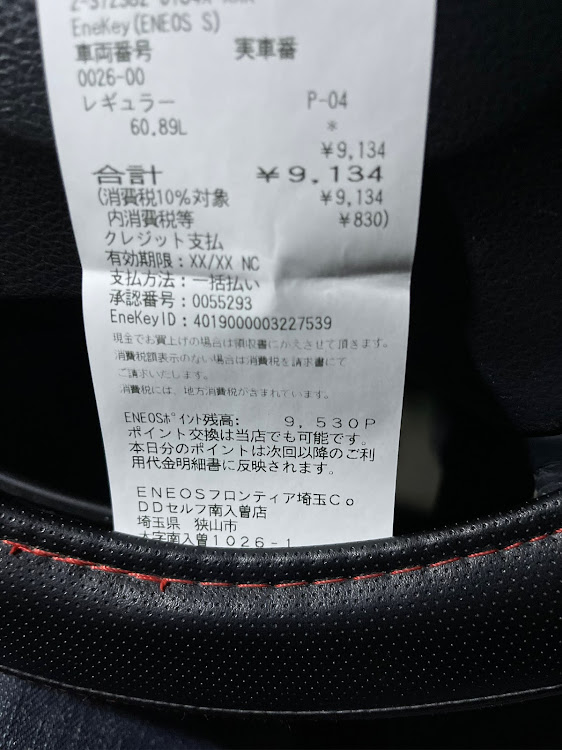 EneKey(ENEOS S)
車両番号 実車番
0026-00
レギュラー P-04
60.89L *
¥9,134
合計 ¥9,134
(消費税10%対象 ¥9,134
内消費税等 ¥830)
クレジット支払
有効期限:XX/XX NC
支払方法:一括払い
承認番号:0055293
EneKeyID:4019000003227539
現金でお買上げの場合は領収書にかえさせて頂きます。
消費税額表示のない場合は消費税を請求書にて
ご請求いたします。
消費税には、地方消費税が含まれています。
ENEOSポイント残高: 9,530P
ポイント交換は当店でも可能です。
本日分のポイントは次回以降のご利
用代金明細書に反映されます。
ENEOSフロンティア埼玉Co
DDセルフ南入曽店
埼玉県 狭山市
大字南入曽1026-1